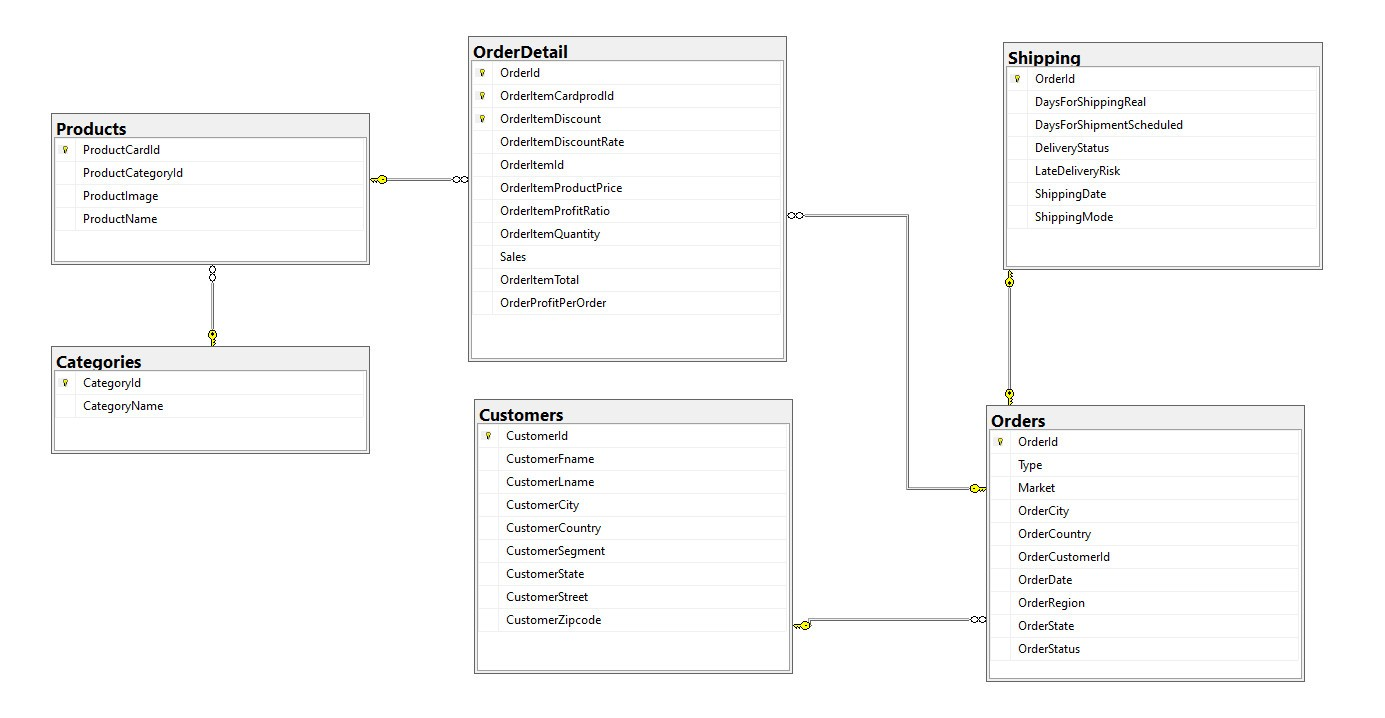 Products
ProductCardId
ProductCategoryId
ProductImage
ProductName
Categories
CategoryId
CategoryName
OrderDetail
OrderId
OrderItemCardprodId
OrderItemDiscount
OrderItemDiscountRate
OrderItemId
OrderItemProductPrice
OrderItemProfitRatio
OrderItemQuantity
Sales
OrderItemTotal
OrderProfitPerOrder
Customers
CustomerId
CustomerFname
CustomerLname
CustomerCity
CustomerCountry
CustomerSegment
CustomerState
CustomerStreet
CustomerZipcode
Shipping
OrderId
DaysForShippingReal
DaysForShipmentScheduled
DeliveryStatus
LateDeliveryRisk
ShippingDate
ShippingMode
Orders
OrderId
Type
Market
OrderCity
OrderCountry
OrderCustomerId
OrderDate
OrderRegion
OrderState
OrderStatus